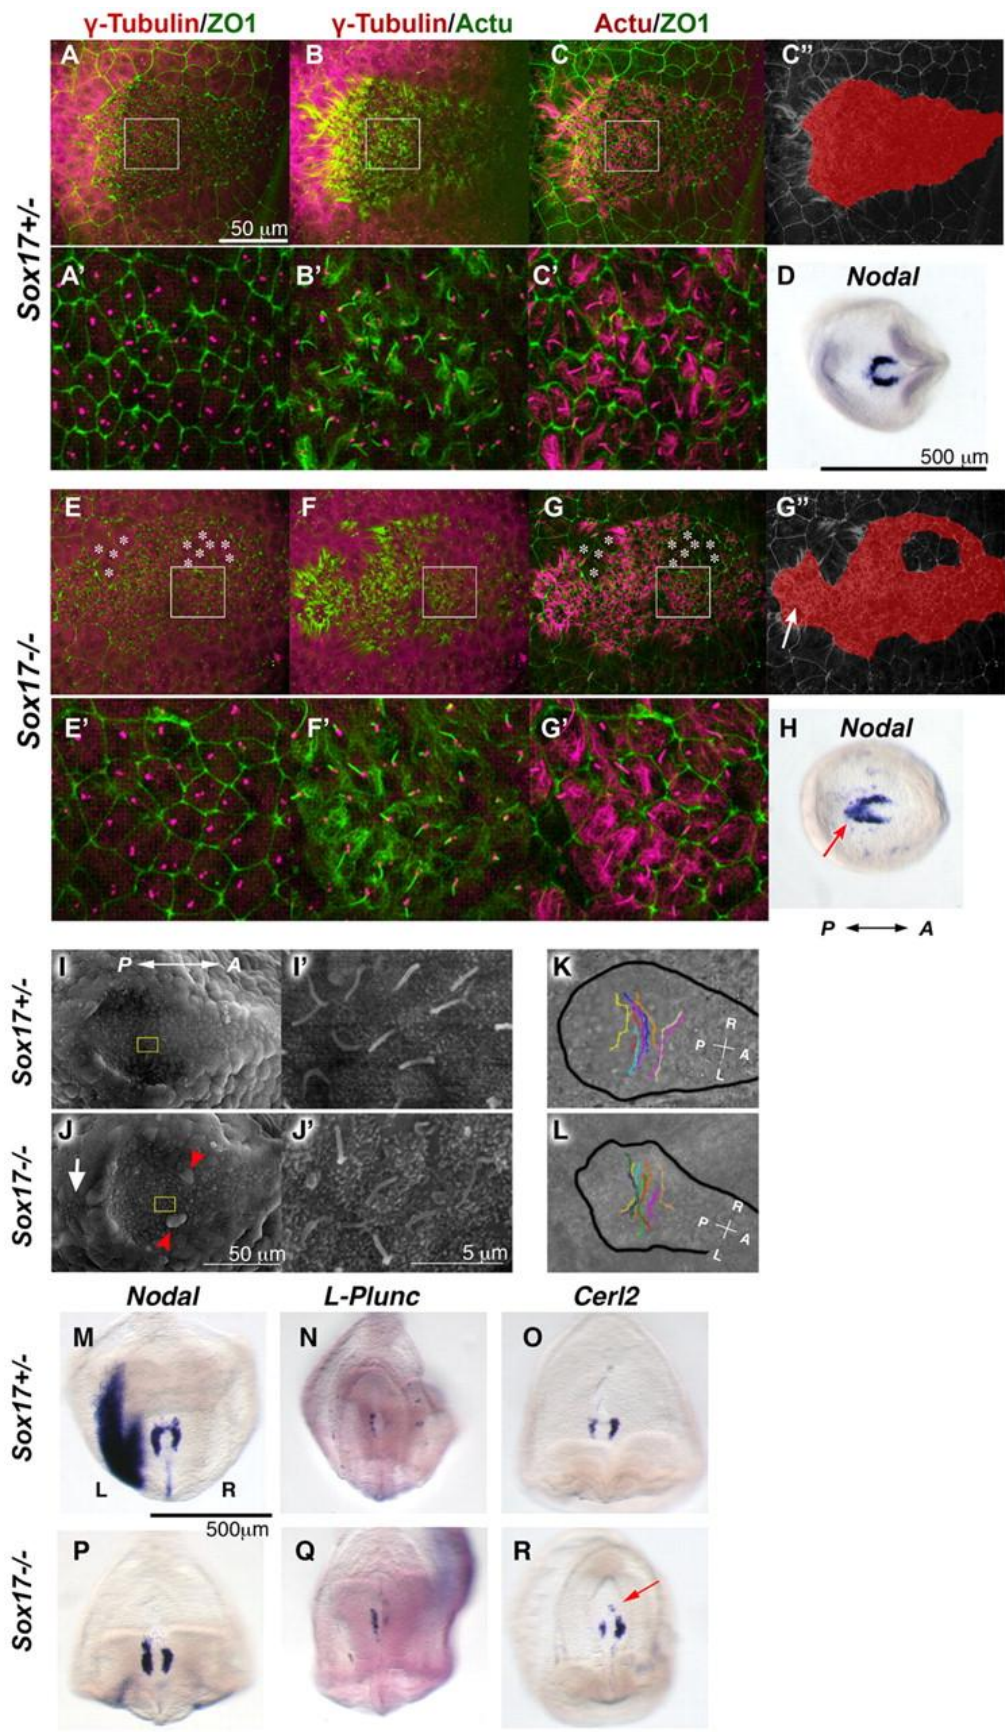 γ-Tubulin/ZO1 γ-Tubulin/Actu Actu/ZO1
Sox17+/-
A B C C"
50 μm
A' B' C' D Nodal
500 μm
Sox17-/-
E F G G"
E' F' G' H Nodal
P A
Sox17+/-
I P A I' K R P A L
Sox17-/-
J J' L R P A L
50 μm 5 μm
Nodal L-Plunc Cerl2
Sox17+/-
M N O
L R
500μm
Sox17-/-
P Q R